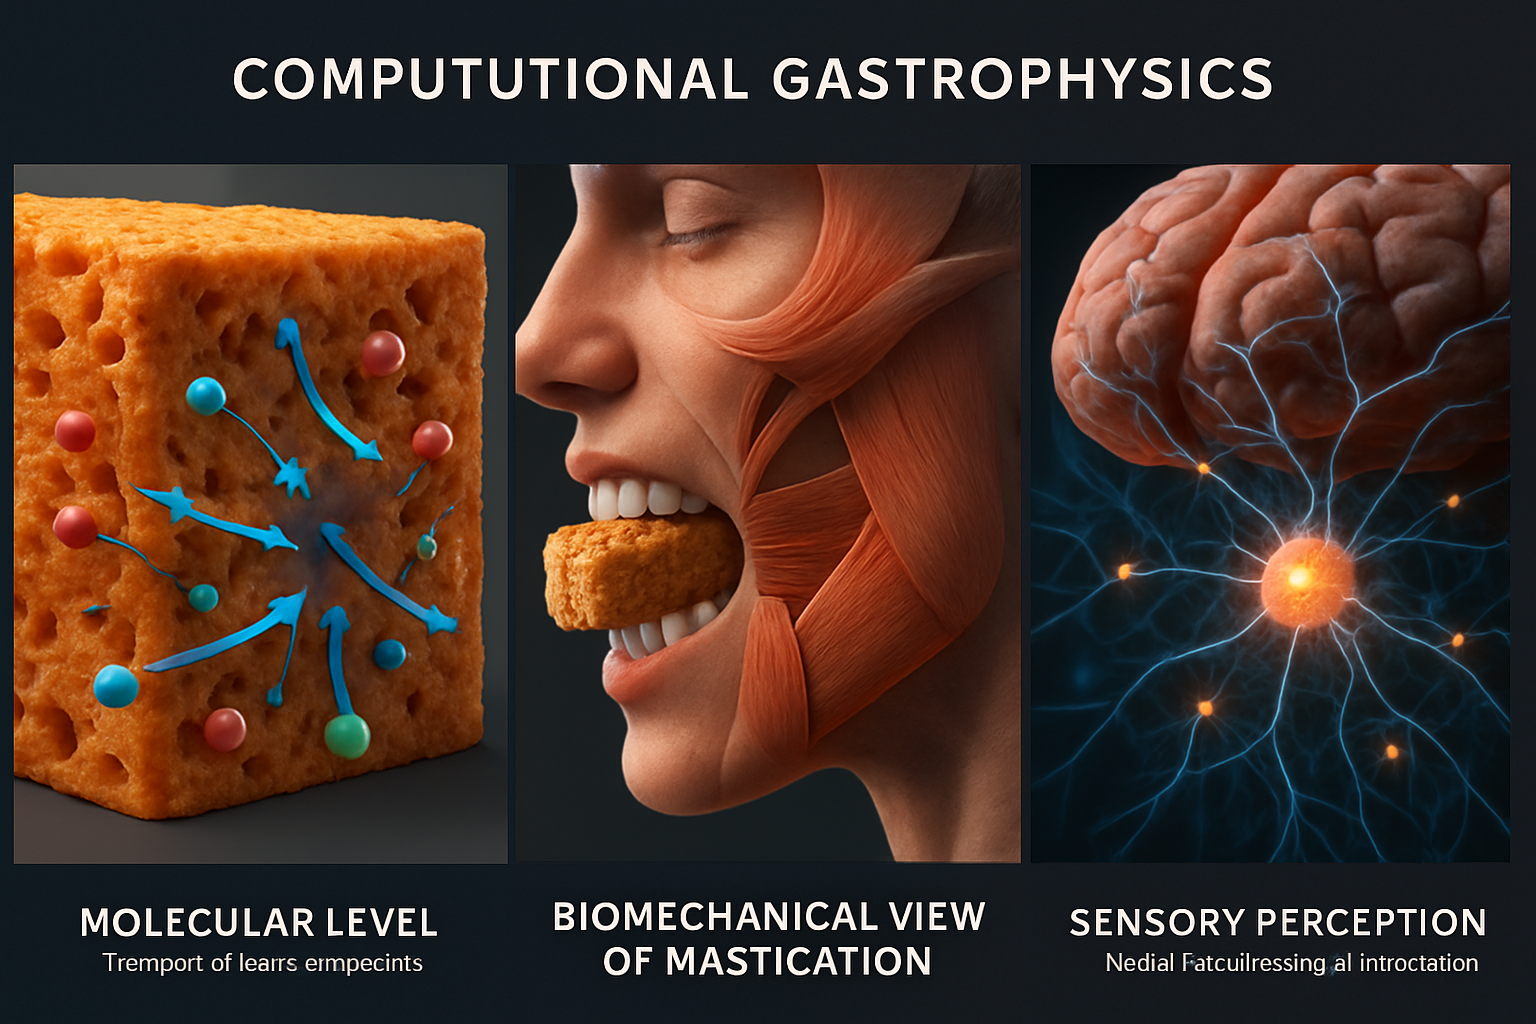 COMPUTUTIONAL GASTROPHYSICS
MOLECULAR LEVEL
Tremport of learrs ermpecints
BIOMECHANICAL VIEW
OF MASTICATION
SENSORY PERCEPTION
Nedial Fatcuilressing al introctation